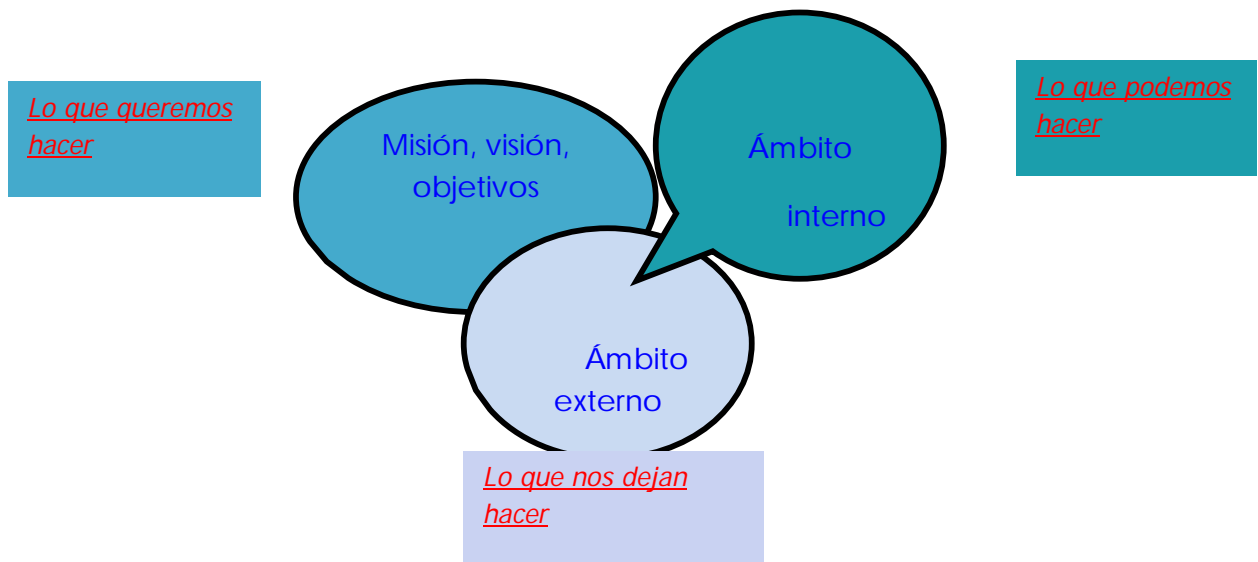 Lo que queremos
hacer
Misión, visión,
objetivos
Ámbito
interno
Lo que podemos
hacer
Ámbito
externo
Lo que nos dejan
hacer